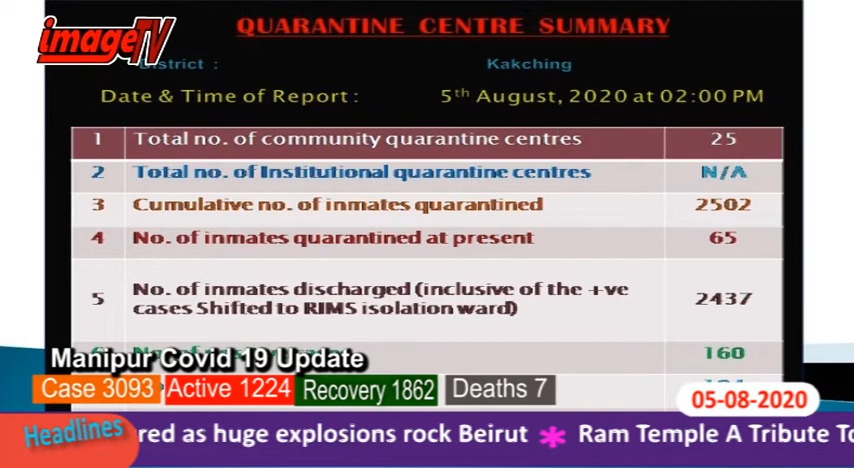 imageTV
QUARANTINE CENTRE SUMMARY
District : Kakching
Date & Time of Report : 5th August, 2020 at 02:00 PM
1 Total no. of community quarantine centres 25
2 Total no. of Institutional quarantine centres N/A
3 Cumulative no. of inmates quarantined 2502
4 No. of inmates quarantined at present 65
5 No. of inmates discharged (inclusive of the +ve
cases Shifted to RIMS isolation ward) 2437
160
Manipur Covid 19 Update
Case 3093 Active 1224 Recovery 1862 Deaths 7
05-08-2020
Headlines red as huge explosions rock Beirut * Ram Temple A Tribute To